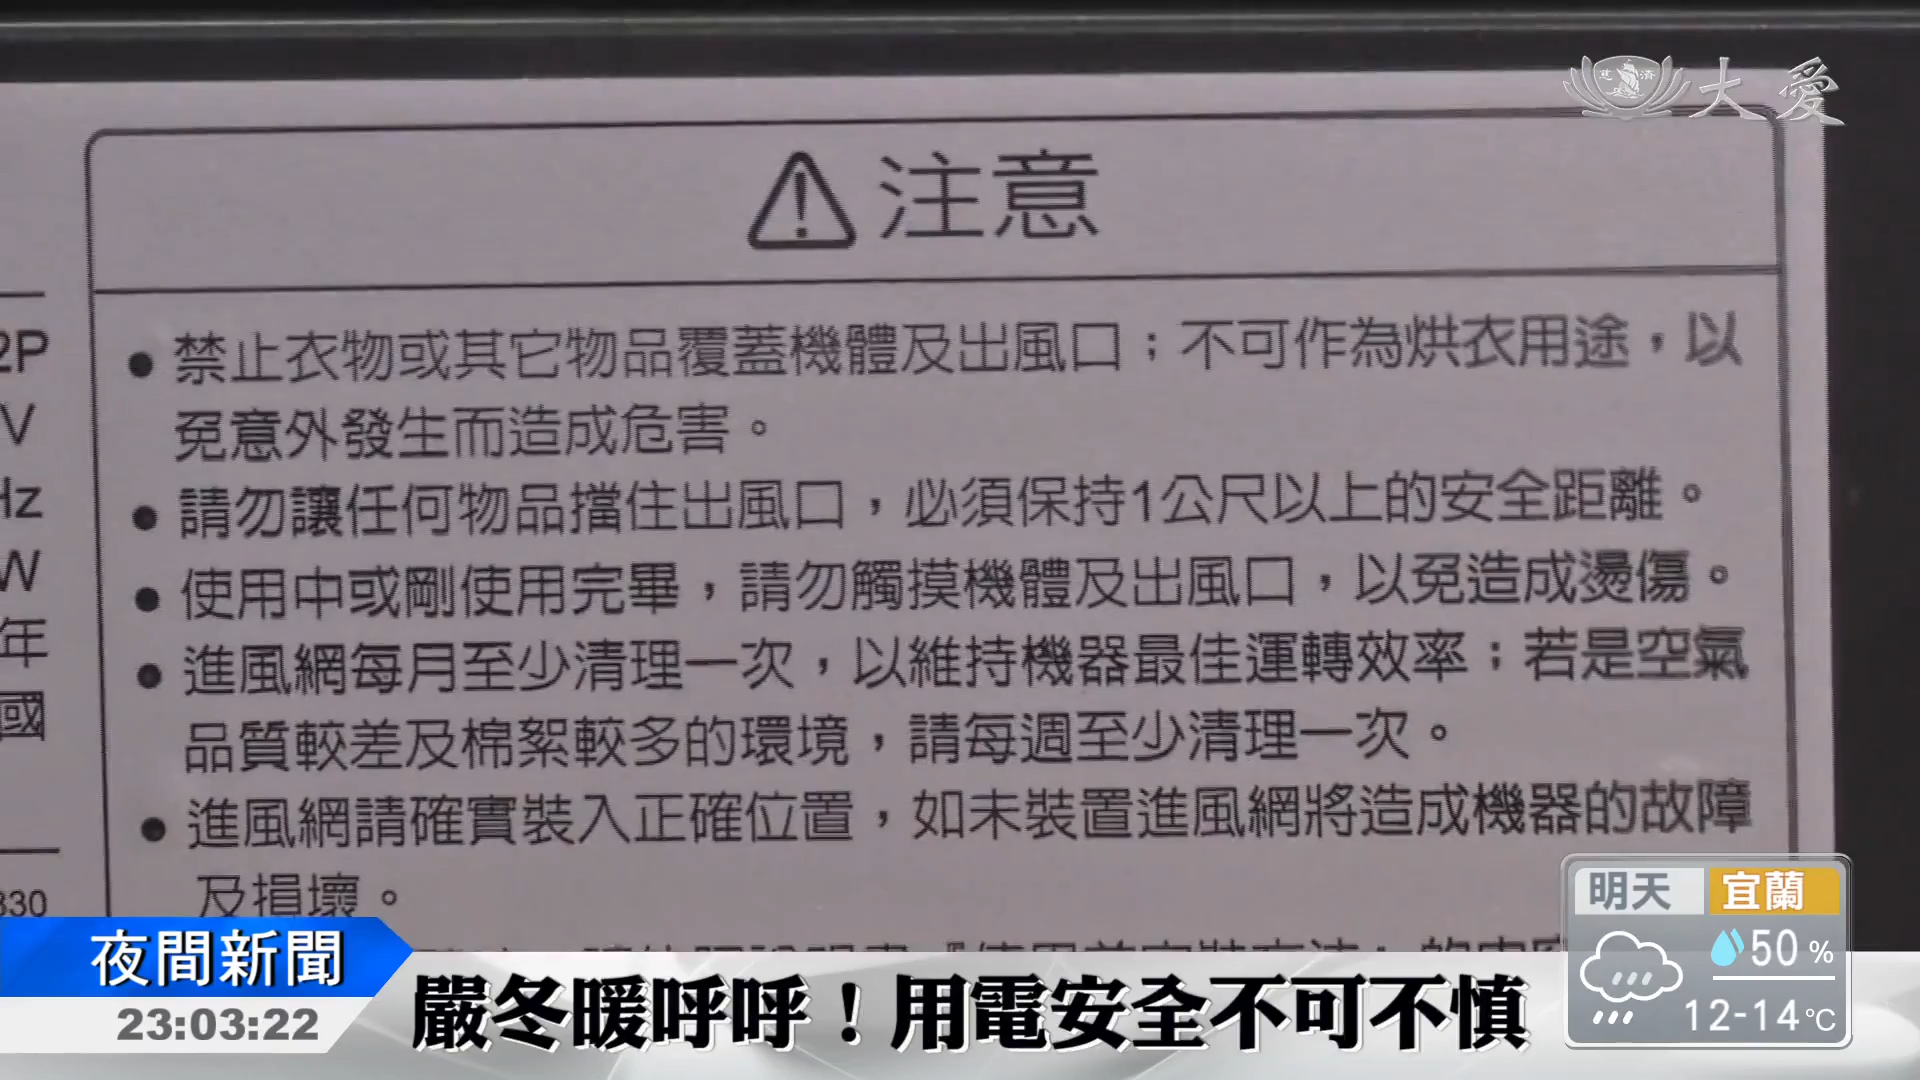 慈濟 大愛
注意
2P
V
Hz
W
年
國
330
●禁止衣物或其它物品覆蓋機體及出風口；不可作為烘衣用途，以
免意外發生而造成危害。
●請勿讓任何物品擋住出風口，必須保持1公尺以上的安全距離。
●使用中或剛使用完畢，請勿觸摸機體及出風口，以免造成燙傷。
●進風網每月至少清理一次，以維持機器最佳運轉效率；若是空氣
品質較差及棉絮較多的環境，請每週至少清理一次。
●進風網請確實裝入正確位置，如未裝置進風網將造成機器的故障
及損壞。
夜間新聞
23:03:22
嚴冬暖呼呼！用電安全不可不慎
明天 宜蘭
50 %
12-14°C